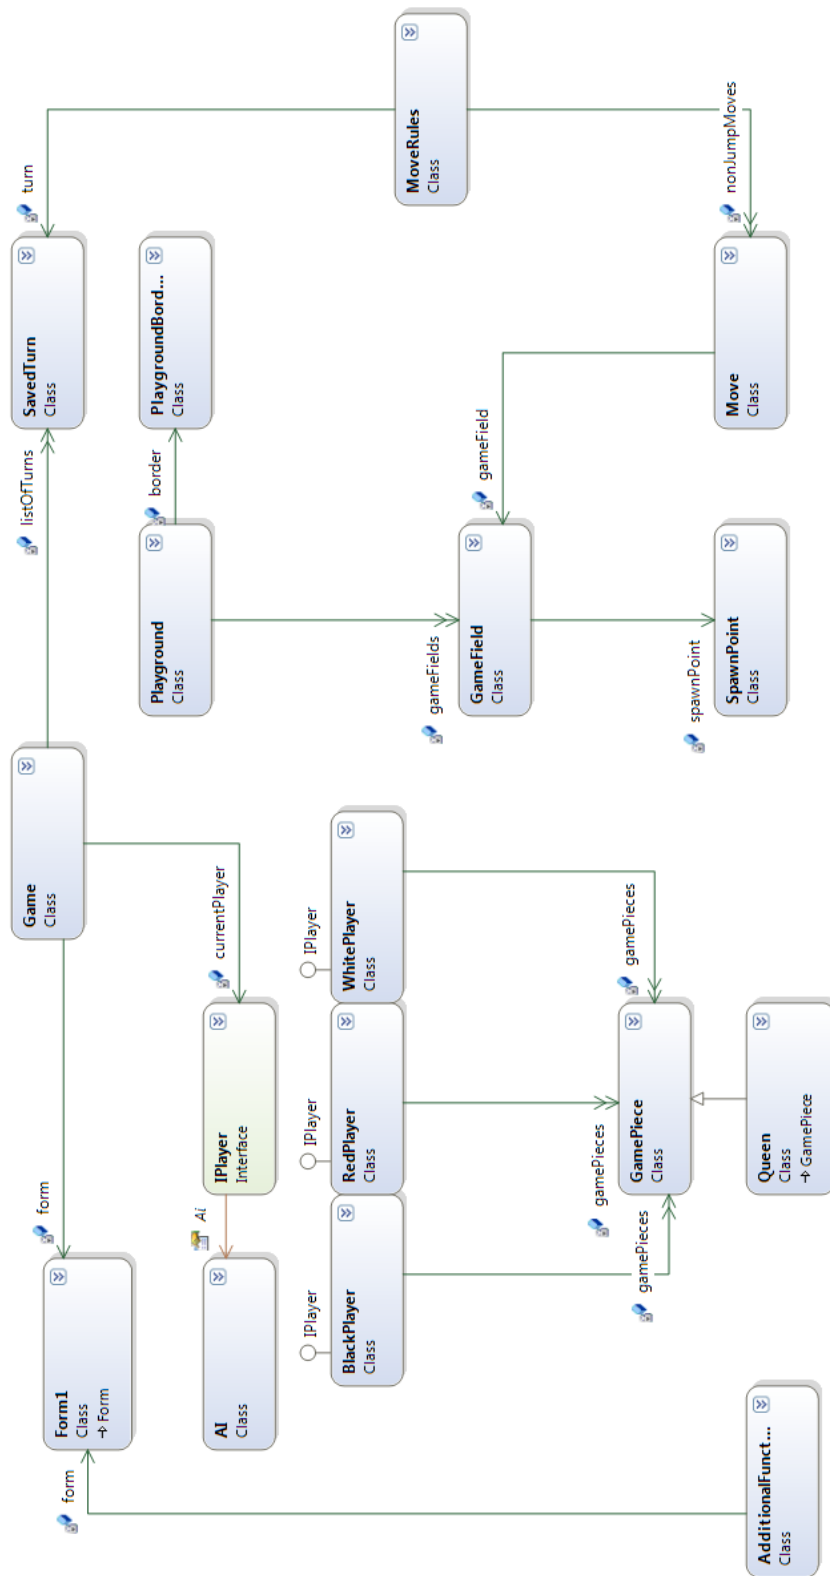 form
Form1
Class
Form
form
Game
Class
listOfTurns
SavedTurn
Class
turn
AI
Class
Ai
IPlayer
Interface
currentPlayer
Playground
Class
border
PlaygroundBord...
Class
IPlayer
BlackPlayer
Class
IPlayer
RedPlayer
Class
IPlayer
WhitePlayer
Class
MoveRules
Class
gameFields
GameField
Class
gameField
gamePieces
gamePieces
gamePieces
GamePiece
Class
spawnPoint
SpawnPoint
Class
Move
Class
nonJumpMoves
AdditionalFunct...
Class
Queen
Class
GamePiece